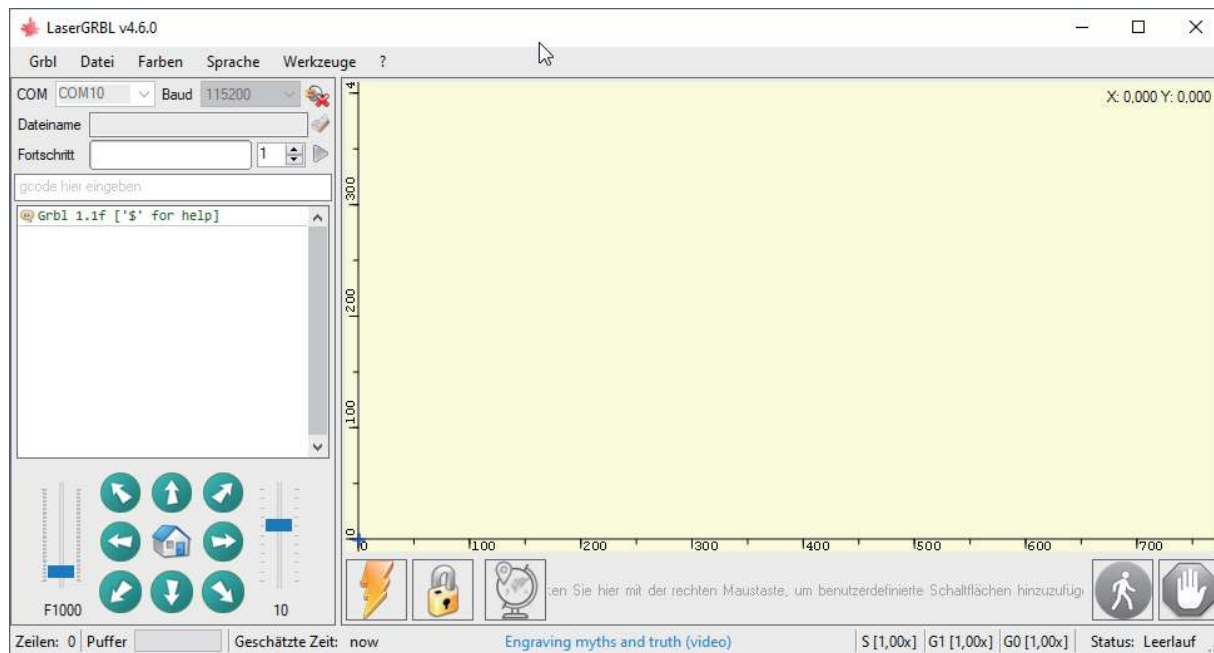 LaserGRBL v4.6.0
Grbl Datei Farben Sprache Werkzeuge ?
COM COM10 Baud 115200
Dateiname
Fortschritt 1
gcode hier eingeben
Grbl 1.1f ['$' for help]
F1000 10
X: 0,000 Y: 0,000
4
300
200
100
0
0 100 200 300 400 500 600 700
ten Sie hier mit der rechten Maustaste, um benutzerdefinierte Schaltflächen hinzuzufüg
Zeilen: 0 Puffer Geschätzte Zeit: now Engraving myths and truth (video) S [1,00x] G1 [1,00x] G0 [1,00x] Status: Leerlauf